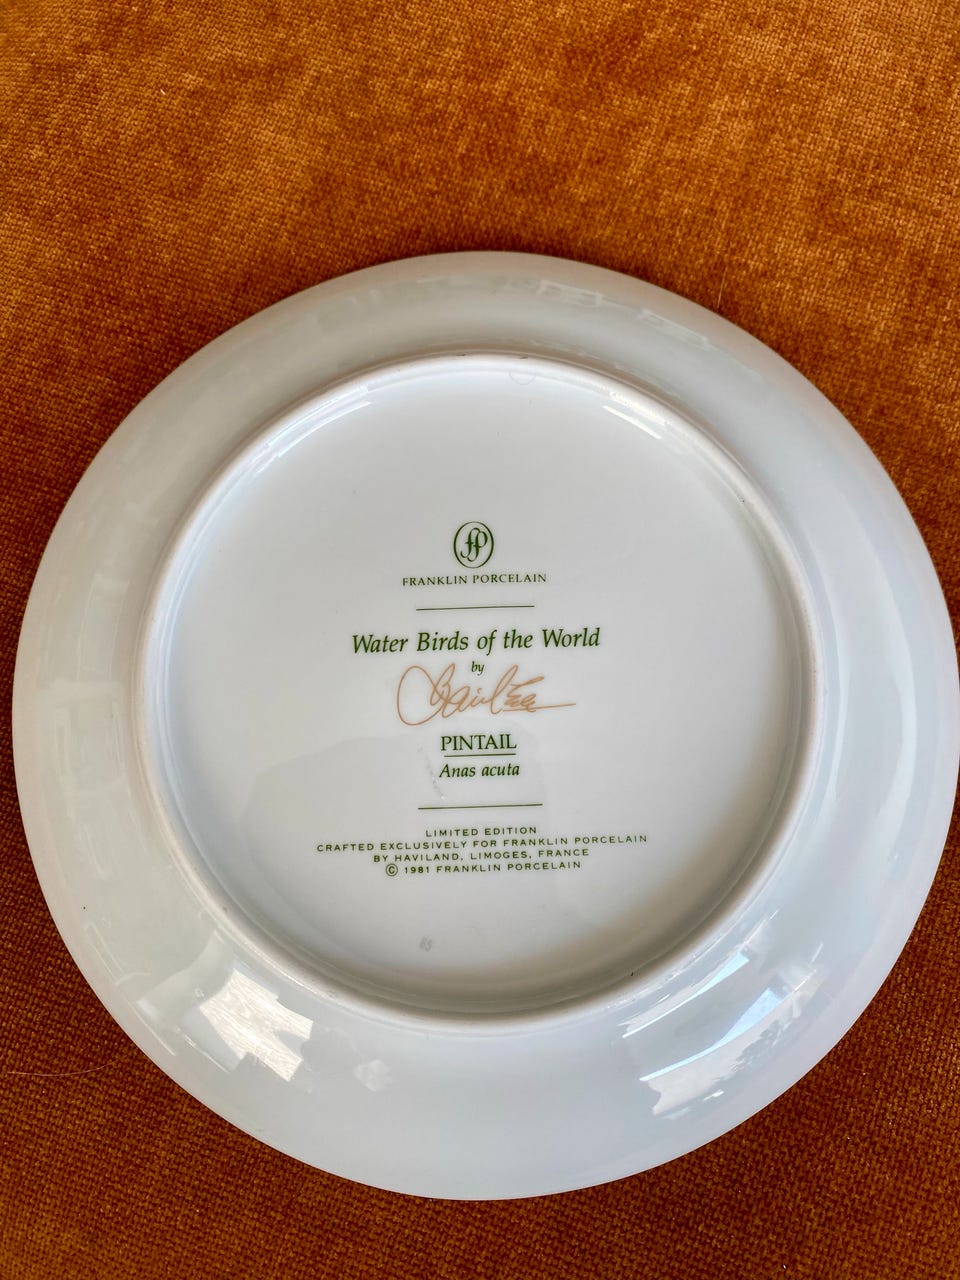 FP
FRANKLIN PORCELAIN
Water Birds of the World
by
PINTAIL
Anas acuta
LIMITED EDITION
CRAFTED EXCLUSIVELY FOR FRANKLIN PORCELAIN
BY HAVILAND, LIMOGES, FRANCE
© 1981 FRANKLIN PORCELAIN